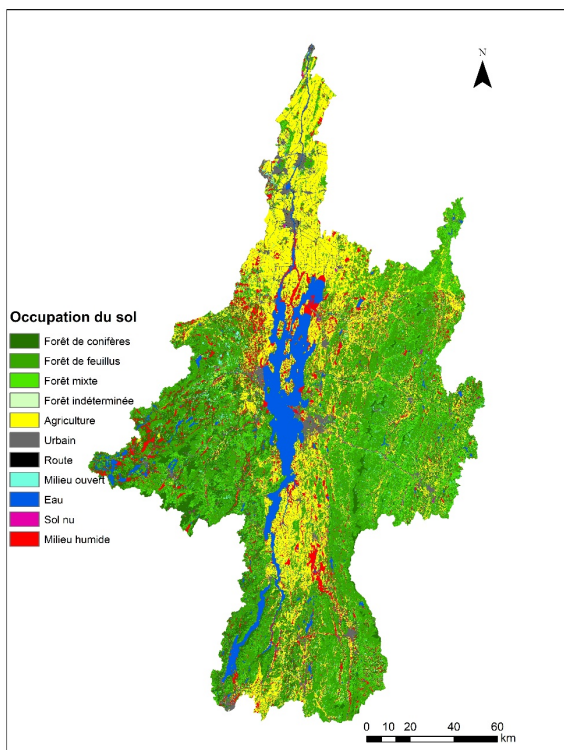 N
Occupation du sol
Forêt de conifères
Forêt de feuillus
Forêt mixte
Forêt indéterminée
Agriculture
Urbain
Route
Milieu ouvert
Eau
Sol nu
Milieu humide
0 10 20 40 60
km